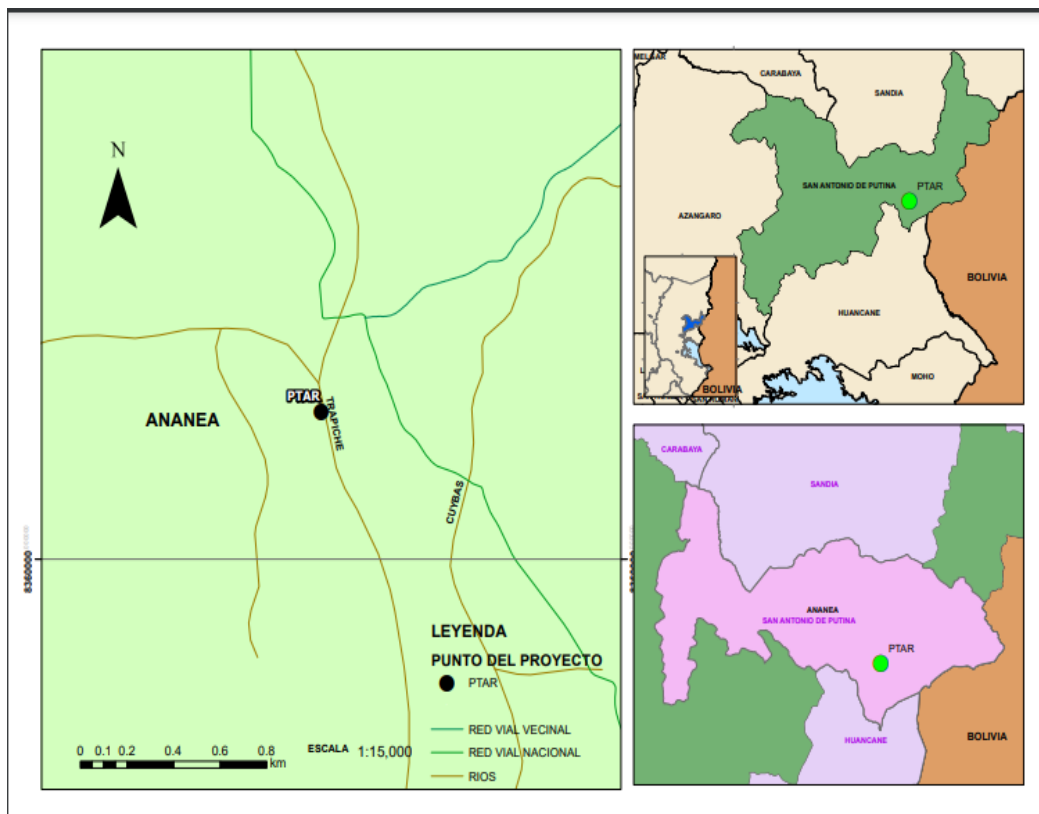 N
PTAR
TRAPICHE
ANANEA
CUYBAS
8360000
LEYENDA
PUNTO DEL PROYECTO
PTAR
RED VIAL VECINAL
RED VIAL NACIONAL
RIOS
ESCALA 1:15,000
0 0.1 0.2 0.4 0.6 0.8
km
MELGAR
CARABAYA
SANDIA
SAN ANTONIO DE PUTINA
PTAR
AZANGARO
BOLIVIA
HUANCANE
MOHO
BOLIVIA
CARABAYA
SANDIA
ANANEA
SAN ANTONIO DE PUTINA
PTAR
BOLIVIA
HUANCANE